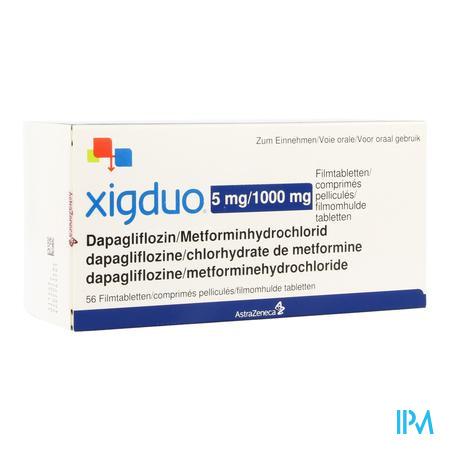 Zum Einnehmen/Voie orale/Voor oraal gebruik
xigduo® 5 mg/1000 mg
Filmtabletten/
comprimés
pelliculés/
filmomhulde
tabletten
Dapagliflozin/Metforminhydrochlorid
dapagliflozine/chlorhydrate de metformine
dapagliflozine/metforminehydrochloride
56 Filmtabletten/comprimés pelliculés/filmomhulde tabletten
AstraZeneca
AstraZeneca
IPM